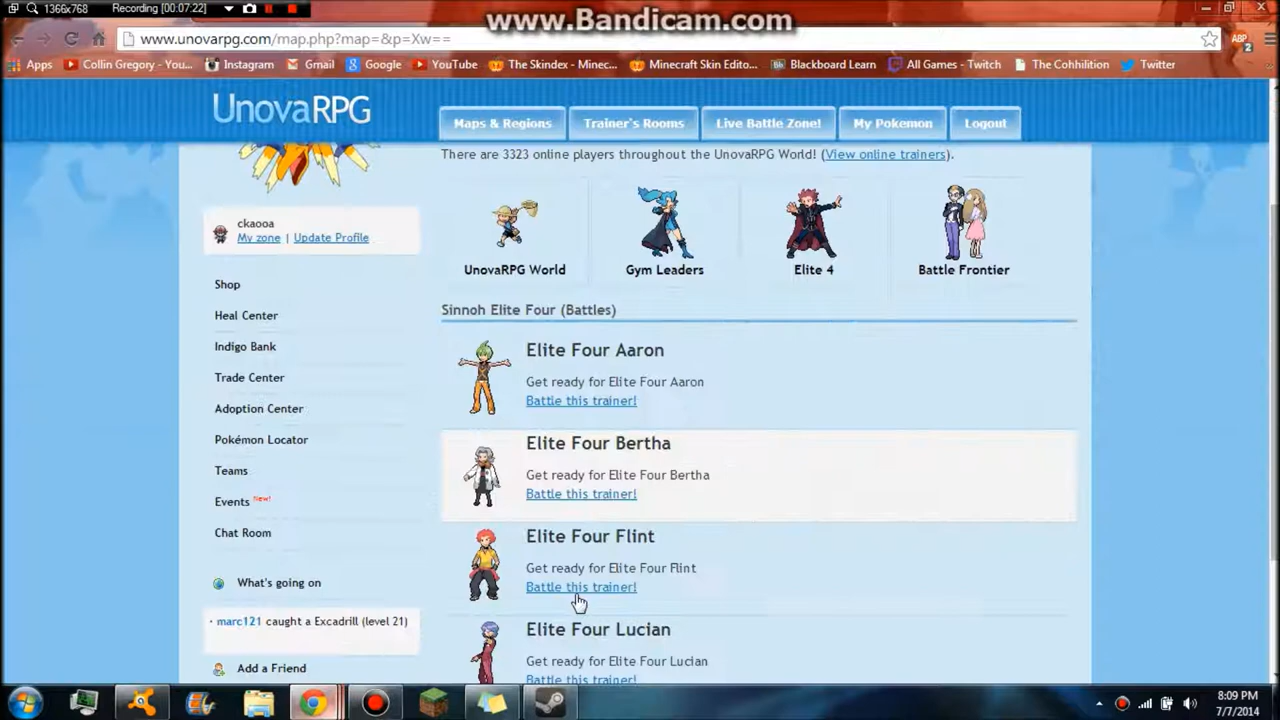 1366x768 Recording [00:07:22]
www.Bandicam.com
www.unovarpg.com/map.php?map=&p=Xw==
ABP
2
Apps Collin Gregory - You... Instagram Gmail Google YouTube The Skindex - Minec... Minecraft Skin Edito... Blackboard Learn All Games - Twitch The Cohhilition Twitter
UnovaRPG
Maps & Regions Trainer's Rooms Live Battle Zone! My Pokemon Logout
There are 3323 online players throughout the UnovaRPG World! (View online trainers).
ckaooa
My zone | Update Profile
UnovaRPG World Gym Leaders Elite 4 Battle Frontier
Shop
Heal Center
Indigo Bank
Trade Center
Adoption Center
Pokémon Locator
Teams
Events New!
Chat Room
What's going on
· marc121 caught a Excadrill (level 21)
Add a Friend
Sinnoh Elite Four (Battles)
Elite Four Aaron
Get ready for Elite Four Aaron
Battle this trainer!
Elite Four Bertha
Get ready for Elite Four Bertha
Battle this trainer!
Elite Four Flint
Get ready for Elite Four Flint
Battle this trainer!
Elite Four Lucian
Get ready for Elite Four Lucian
Battle this trainer!
8:09 PM
7/7/2014